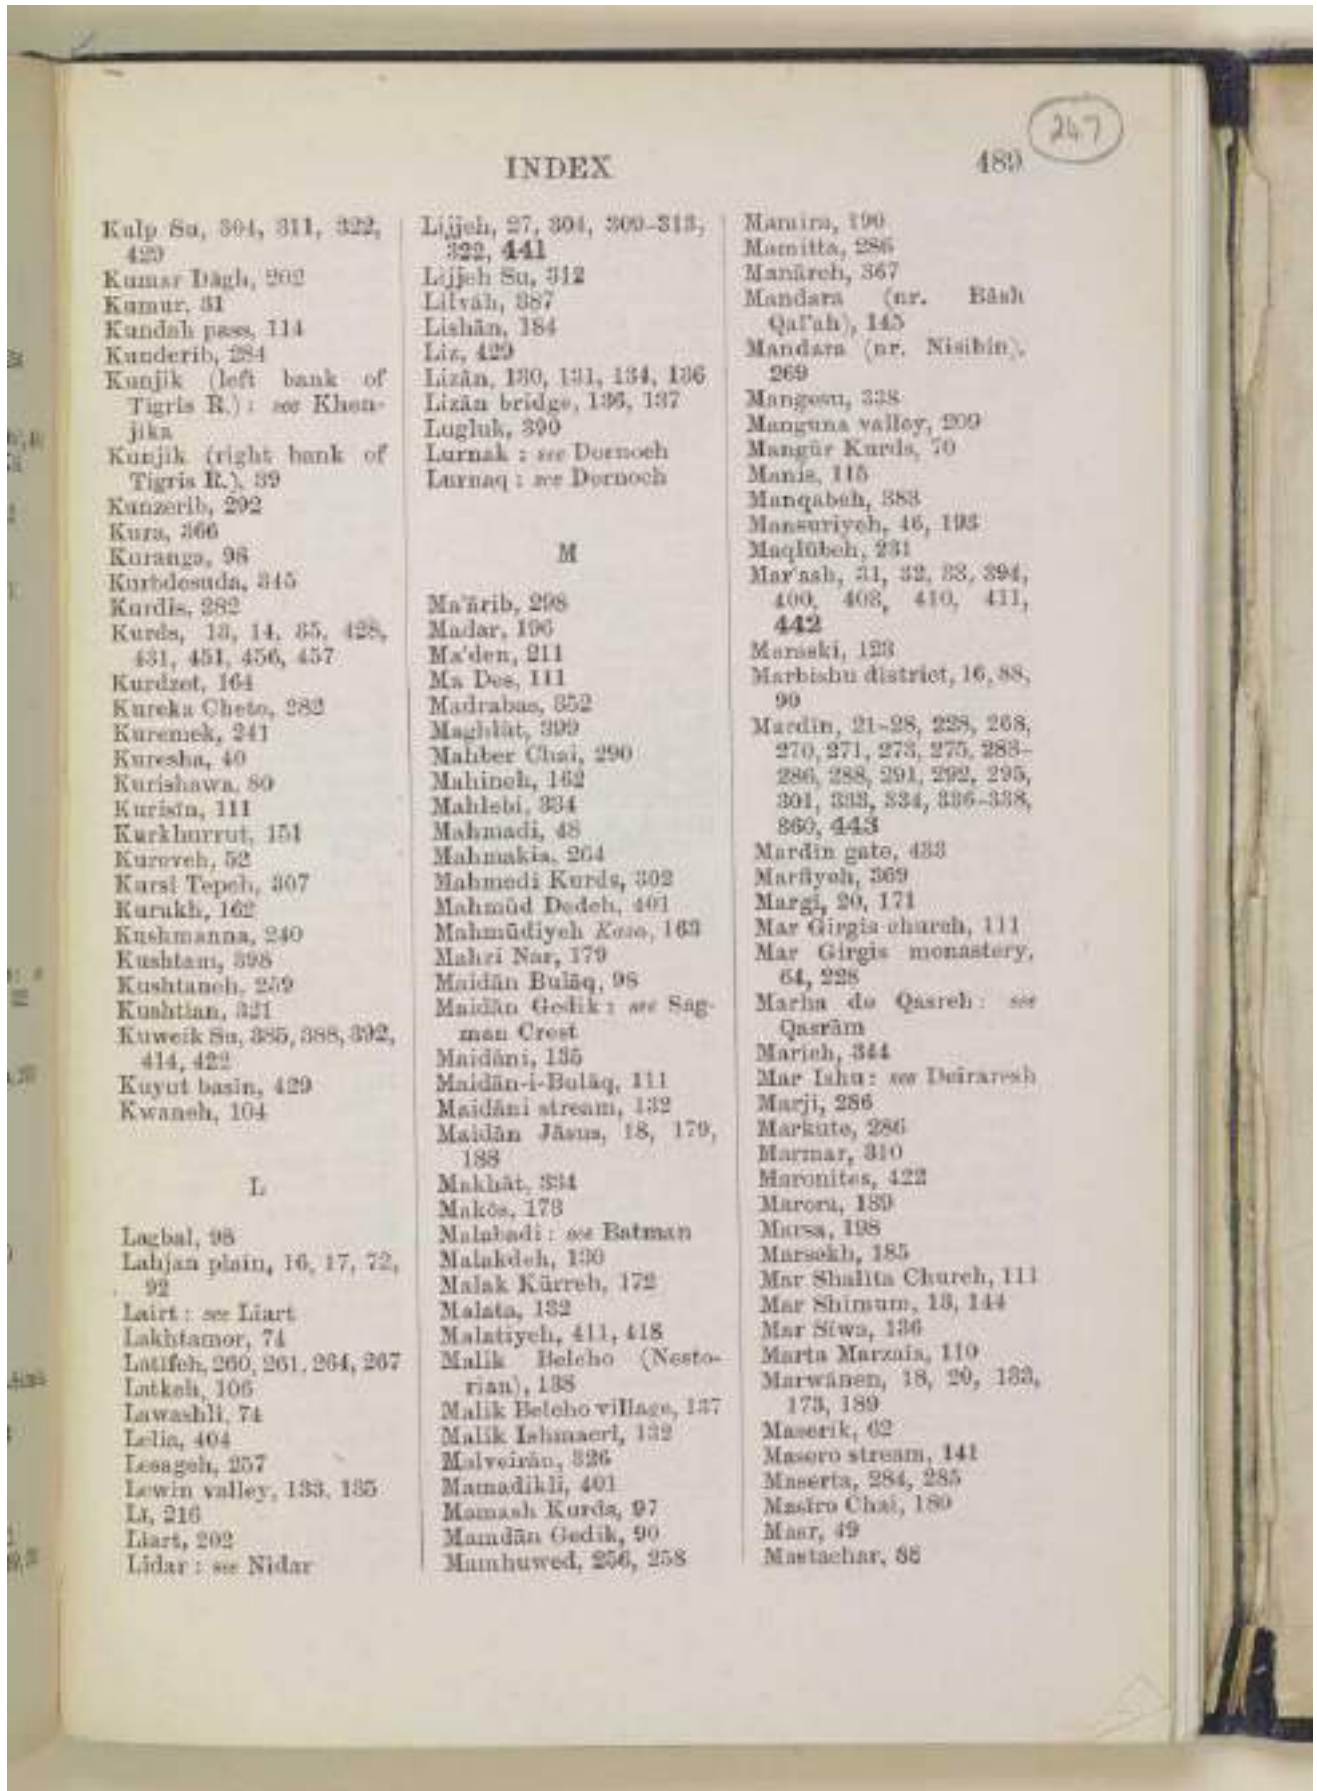 247
INDEX
489
Kulp Su, 304, 311, 322,
429
Kumar Dāgh, 202
Kumur, 31
Kundah pass, 114
Kunderib, 284
Kunjik (left bank of
Tigris R.): see Khen-
jika
Kunjik (right bank of
Tigris R.), 39
Kunzerib, 292
Kura, 366
Kuranga, 98
Kurbdesuda, 345
Kurdis, 282
Kurds, 13, 14, 35, 428,
431, 451, 456, 457
Kurdzot, 164
Kureka Cheto, 282
Kuremek, 241
Kuresha, 40
Kurishawa, 80
Kurisīn, 111
Kurkhurrut, 151
Kuroveh, 52
Kursi Tepeh, 307
Kurukh, 162
Kushmanna, 240
Kushtam, 398
Kushtaneh, 259
Kushtian, 321
Kuweik Su, 385, 388, 392,
414, 422
Kuyut basin, 429
Kwaneh, 104
L
Lagbal, 98
Lahjan plain, 16, 17, 72,
92
Lairt: see Liart
Lakhtamor, 74
Latīfeh, 260, 261, 264, 267
Latkeh, 106
Lawashli, 74
Lelia, 404
Lesageh, 257
Lewin valley, 133, 135
Li, 216
Liart, 202
Lidar: see Nidar
Lijjeh, 27, 304, 309-313,
322, 441
Lijjeh Su, 312
Lilvāh, 387
Lishān, 184
Liz, 429
Lizān, 130, 131, 134, 136
Lizān bridge, 136, 137
Lugluk, 390
Lurnak: see Dornoch
Lurnaq: see Dornoch
M
Ma'ārib, 298
Madar, 196
Ma'den, 211
Ma Des, 111
Madrabas, 352
Maghlāt, 399
Mahber Chai, 290
Mahineh, 162
Mahlebi, 334
Mahmadi, 48
Mahmakia, 264
Mahmedi Kurds, 302
Mahmūd Dedeh, 401
Mahmūdiyeh Kaza, 163
Mahri Nar, 179
Maidān Bulāq, 98
Maidān Gedik: see Sag-
man Crest
Maidāni, 135
Maidān-i-Bulāq, 111
Maidāni stream, 132
Maidān Jāsus, 18, 179,
188
Makhāt, 334
Makōs, 173
Malabadi: see Batman
Malakdeh, 130
Malak Kūrreh, 172
Malata, 132
Malatiyeh, 411, 418
Malik Belcho (Nesto-
rian), 138
Malik Belcho village, 137
Malik Ishmaeri, 132
Malveirān, 326
Mamadikli, 401
Mamash Kurds, 97
Mamdān Gedik, 90
Mamhuwed, 256, 258
Mamira, 190
Mamitta, 286
Manāreh, 367
Mandara (nr. Bāsh
Qal'ah), 145
Mandara (nr. Nisibin),
269
Mangesu, 338
Manguna valley, 209
Mangūr Kurds, 70
Manis, 115
Manqabeh, 383
Mansuriyeh, 46, 193
Maqlūbeh, 231
Mar'ash, 31, 32, 33, 394,
400, 403, 410, 411,
442
Maraski, 123
Marbishu district, 16, 88,
90
Mardin, 21-28, 228, 268,
270, 271, 273, 275, 283-
286, 288, 291, 292, 295,
301, 333, 334, 336-338,
360, 443
Mardin gate, 433
Marfiyeh, 369
Margi, 20, 171
Mar Girgis church, 111
Mar Girgis monastery,
64, 228
Marha de Qasreh: see
Qasrām
Marieh, 344
Mar Ishu: see Deiraresh
Marji, 286
Markute, 286
Marmar, 310
Maronites, 422
Maroru, 189
Marsa, 198
Marsekh, 185
Mar Shalita Church, 111
Mar Shimum, 13, 144
Mar Siwa, 136
Marta Marzaia, 110
Marwānen, 18, 20, 133,
173, 189
Maserik, 62
Masero stream, 141
Maserta, 284, 285
Masiro Chai, 180
Masr, 49
Mastachar, 88